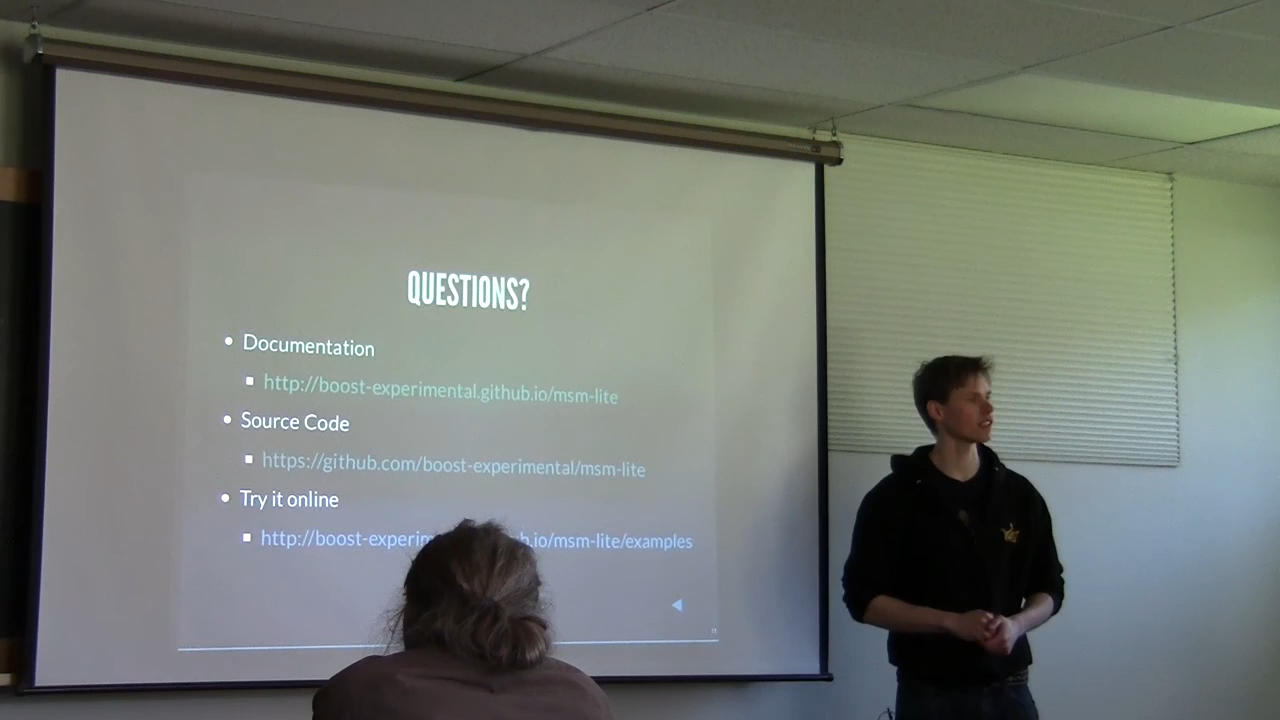 QUESTIONS?
Documentation
http://boost-experimental.github.io/msm-lite
Source Code
https://github.com/boost-experimental/msm-lite
Try it online
http://boost-experim b.io/msm-lite/examples